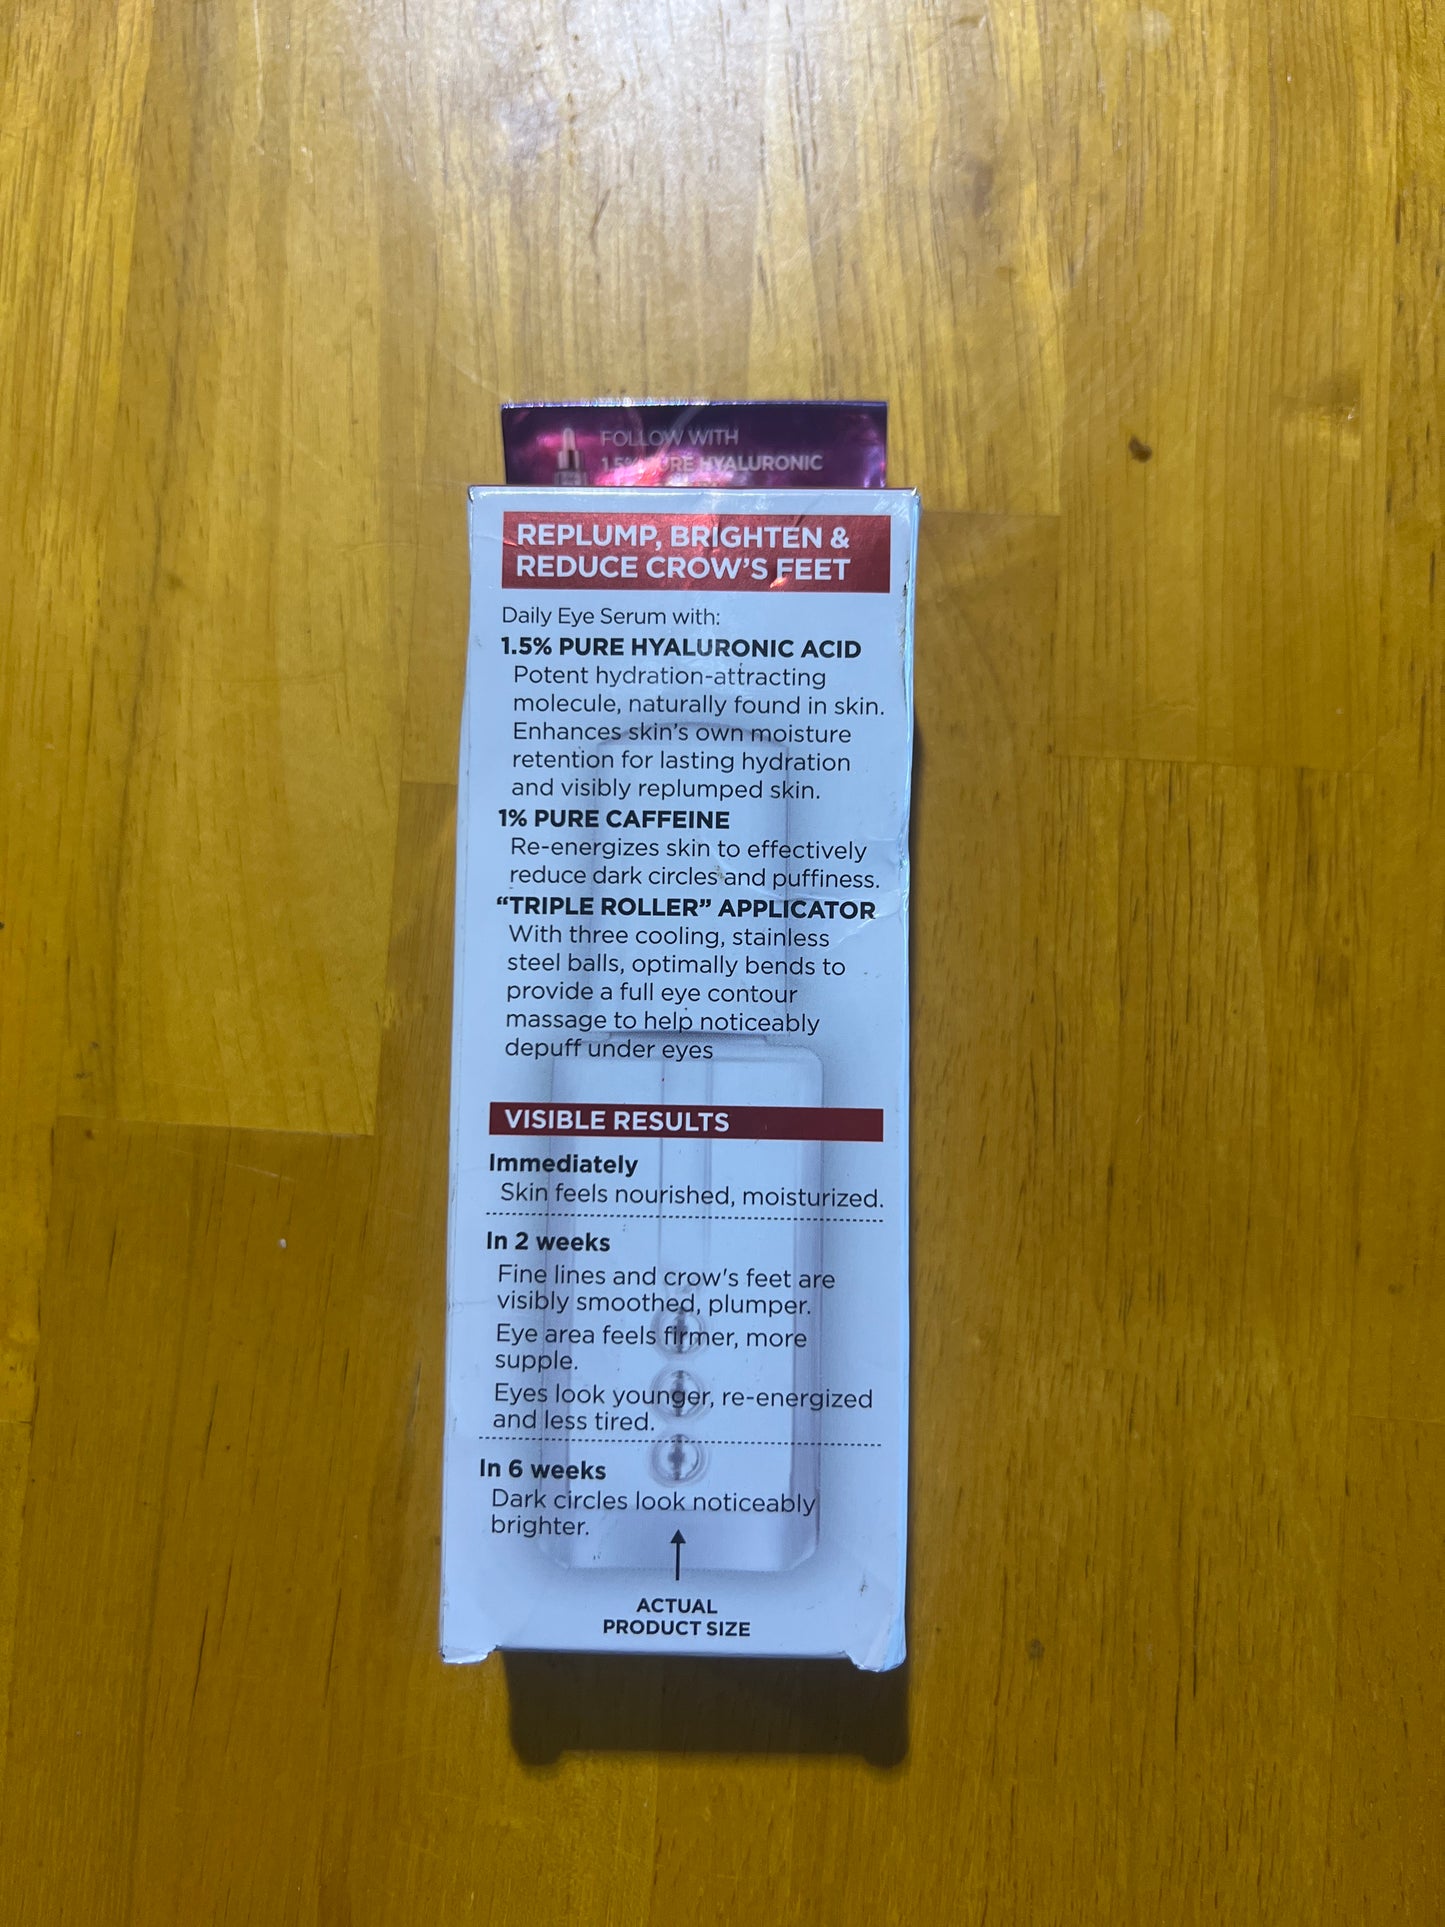 FOLLOW WITH
1.5% PURE HYALURONIC
REPLUMP, BRIGHTEN &
REDUCE CROW'S FEET
Daily Eye Serum with:
1.5% PURE HYALURONIC ACID
Potent hydration-attracting
molecule, naturally found in skin.
Enhances skin's own moisture
retention for lasting hydration
and visibly replumped skin.
1% PURE CAFFEINE
Re-energizes skin to effectively
reduce dark circles and puffiness.
“TRIPLE ROLLER” APPLICATOR
With three cooling, stainless
steel balls, optimally bends to
provide a full eye contour
massage to help noticeably
depuff under eyes
VISIBLE RESULTS
Immediately
Skin feels nourished, moisturized.
In 2 weeks
Fine lines and crow's feet are
visibly smoothed, plumper.
Eye area feels firmer, more
supple.
Eyes look younger, re-energized
and less tired.
In 6 weeks
Dark circles look noticeably
brighter.
ACTUAL
PRODUCT SIZE